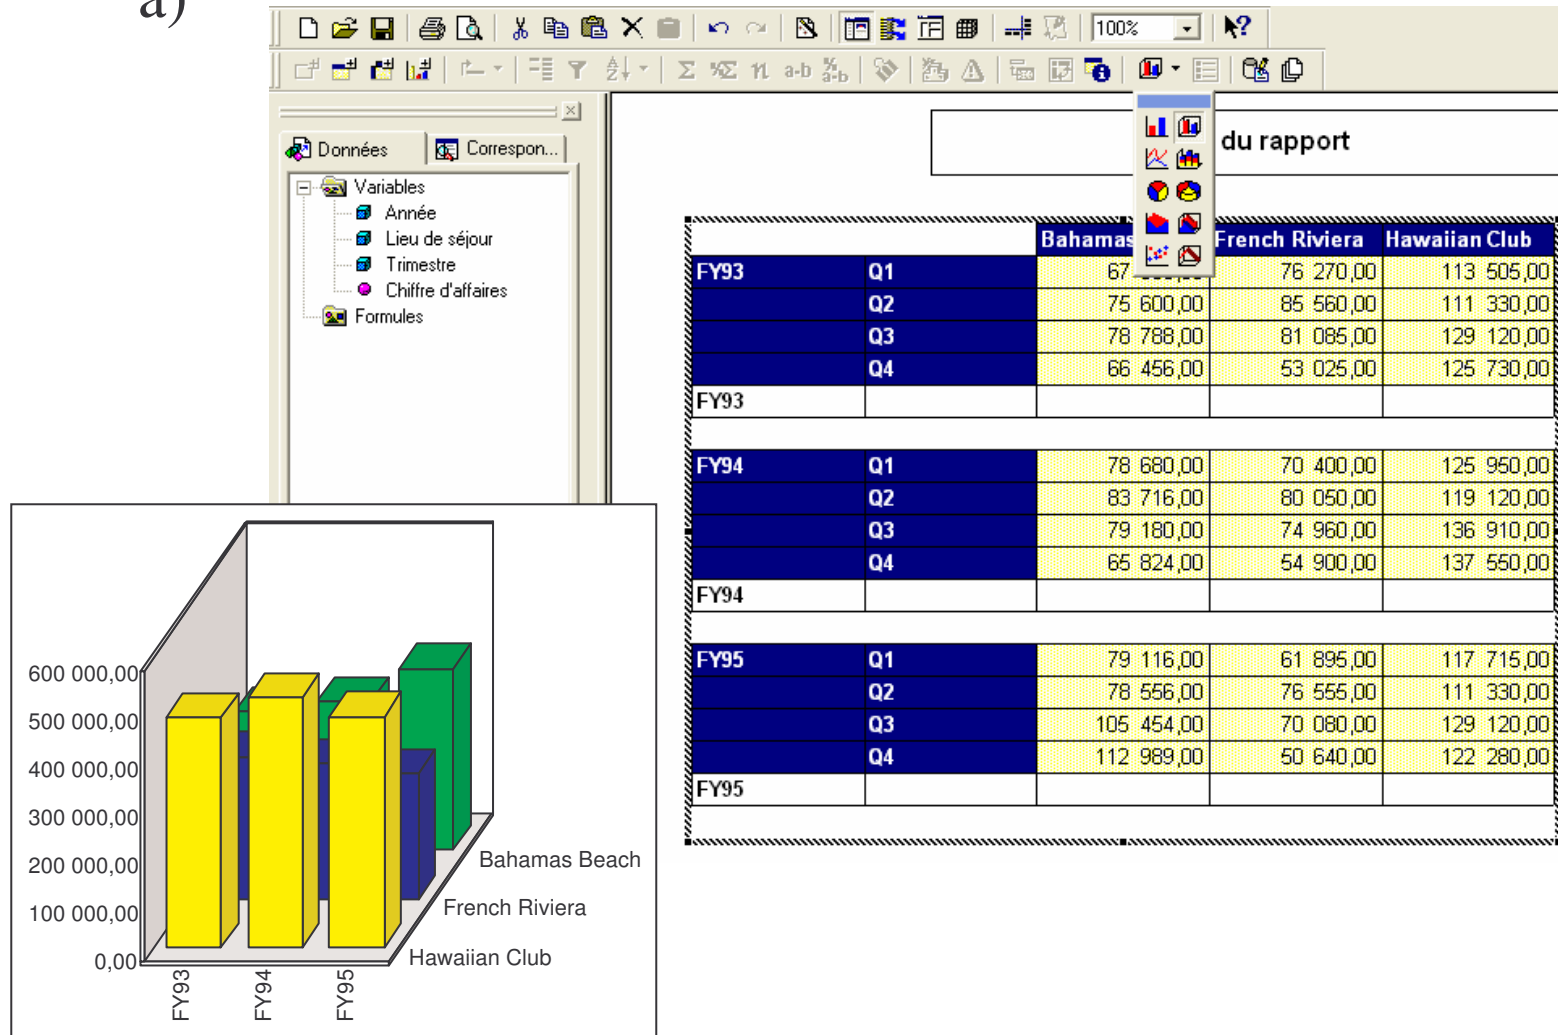 a)
100%
Données Correspon...
Variables
Année
Lieu de séjour
Trimestre
Chiffre d'affaires
Formules
du rapport
Bahamas French Riviera Hawaiian Club
FY93 Q1 67 76 270,00 113 505,00
Q2 75 600,00 85 560,00 111 330,00
Q3 78 788,00 81 085,00 129 120,00
Q4 66 456,00 53 025,00 125 730,00
FY93
FY94 Q1 78 680,00 70 400,00 125 950,00
Q2 83 716,00 80 050,00 119 120,00
Q3 79 180,00 74 960,00 136 910,00
Q4 65 824,00 54 900,00 137 550,00
FY94
FY95 Q1 79 116,00 61 895,00 117 715,00
Q2 78 556,00 76 555,00 111 330,00
Q3 105 454,00 70 080,00 129 120,00
Q4 112 989,00 50 640,00 122 280,00
FY95
600 000,00
500 000,00
400 000,00
300 000,00
200 000,00
100 000,00
0,00
Bahamas Beach
French Riviera
Hawaiian Club
FY93 FY94 FY95